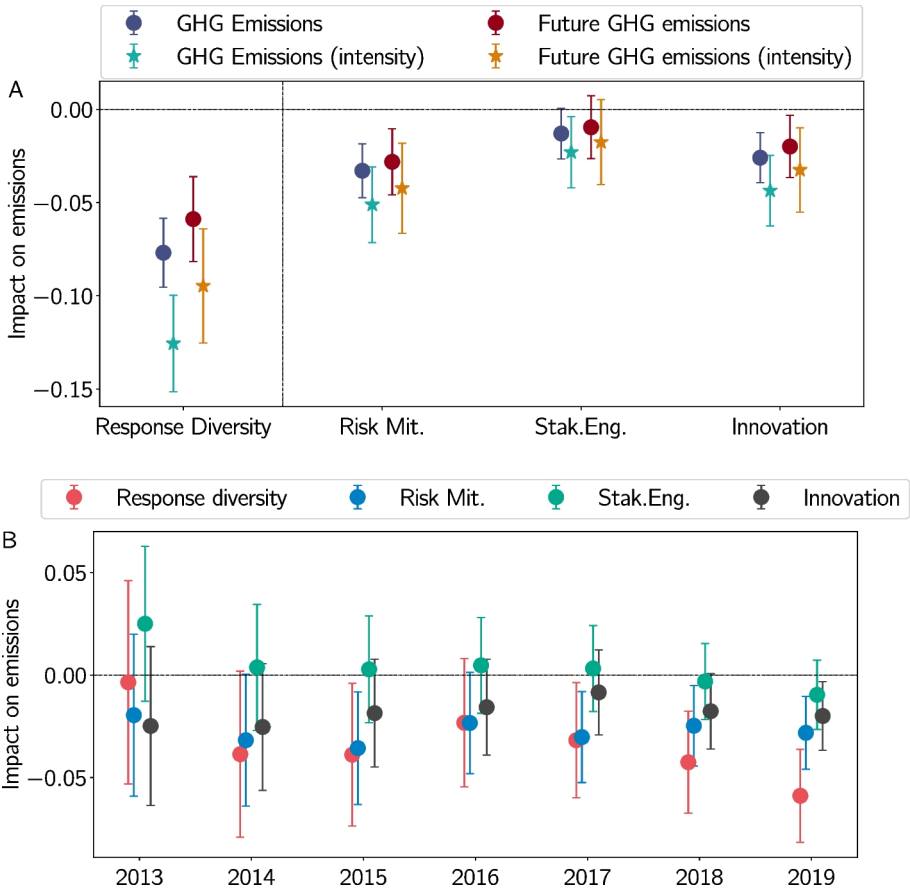 GHG Emissions Future GHG emissions
GHG Emissions (intensity) Future GHG emissions (intensity)
A
0.00
−0.05
−0.10
−0.15
Impact on emissions
Response Diversity Risk Mit. Stak.Eng. Innovation
Response diversity Risk Mit. Stak.Eng. Innovation
B
0.05
0.00
−0.05
Impact on emissions
2013 2014 2015 2016 2017 2018 2019